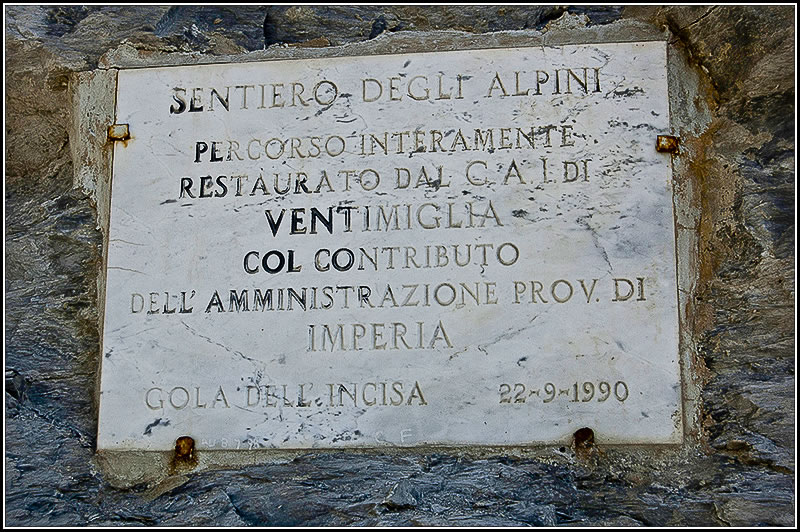 SENTIERO DEGLI ALPINI
PERCORSO INTERAMENTE
RESTAURATO DAL C.A.I. DI
VENTIMIGLIA
COL CONTRIBUTO
DELL' AMMINISTRAZIONE PROV. DI
IMPERIA
GOLA DELL' INCISA 22-9-1990